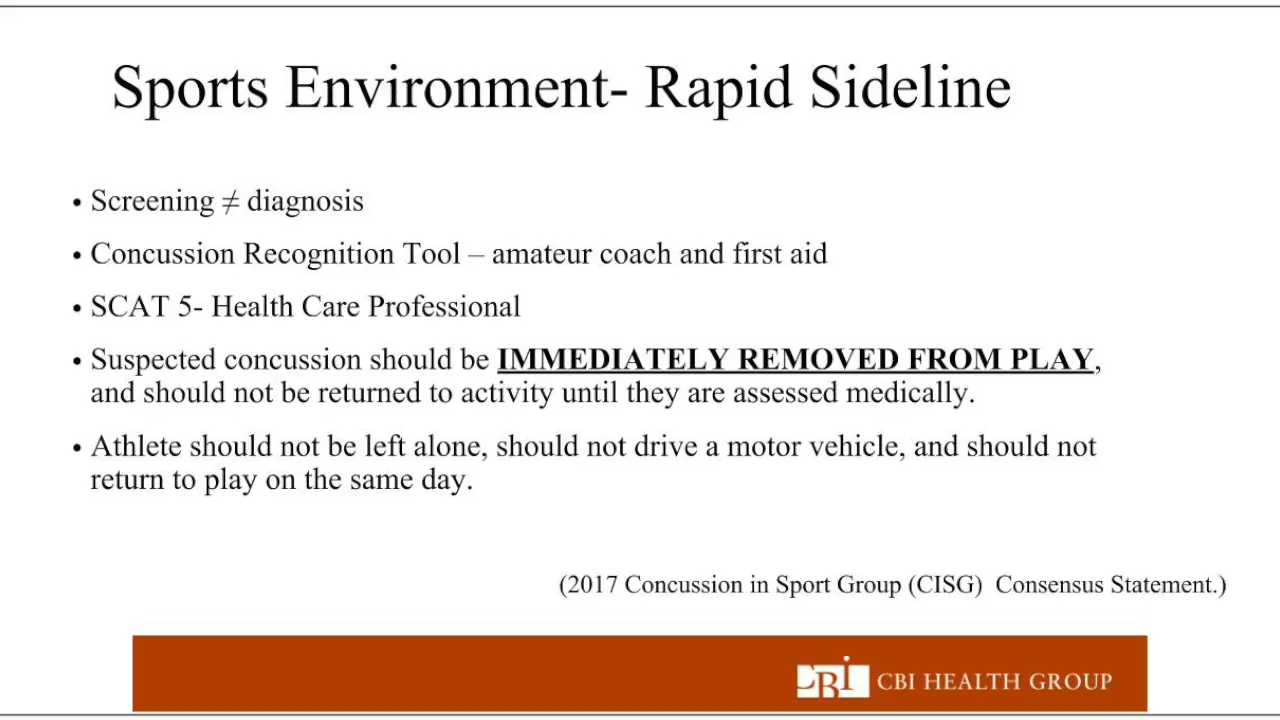 Sports Environment- Rapid Sideline
• Screening ≠ diagnosis
• Concussion Recognition Tool – amateur coach and first aid
• SCAT 5- Health Care Professional
• Suspected concussion should be IMMEDIATELY REMOVED FROM PLAY,
and should not be returned to activity until they are assessed medically.
• Athlete should not be left alone, should not drive a motor vehicle, and should not
return to play on the same day.
(2017 Concussion in Sport Group (CISG)  Consensus Statement.)
CBI CBI HEALTH GROUP